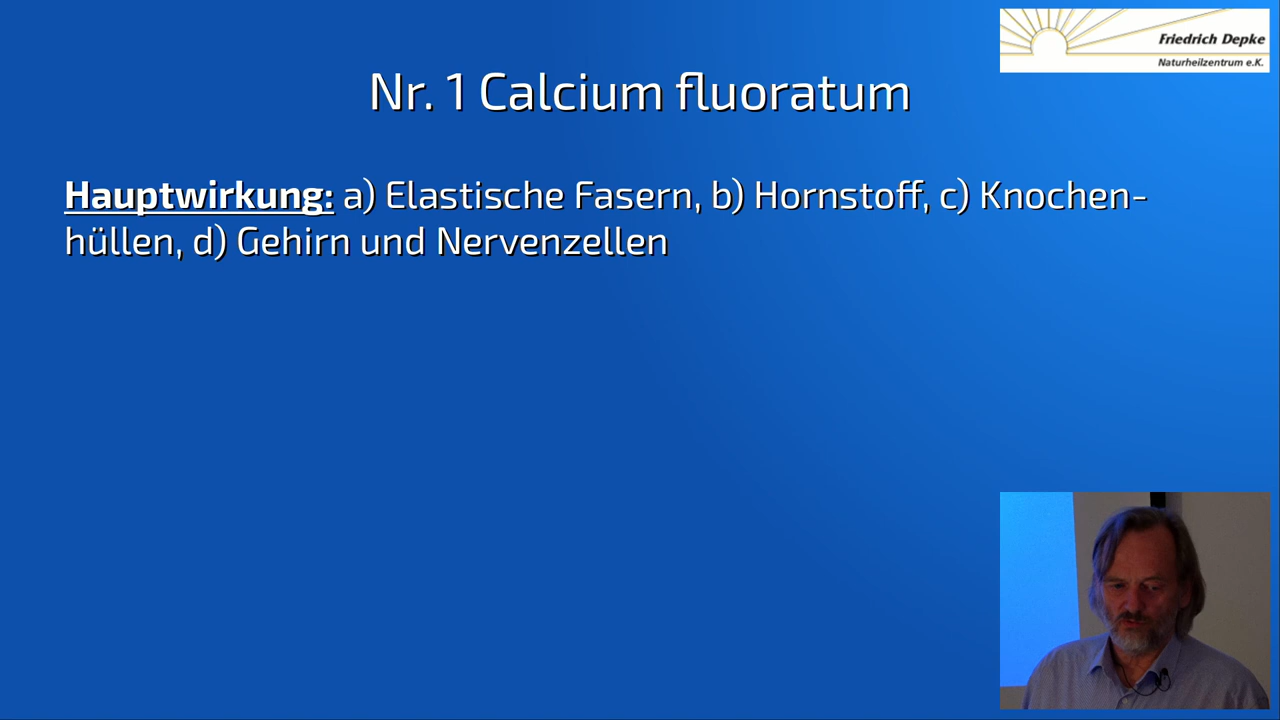 Friedrich Depke
Naturheilzentrum e.K.
Nr. 1 Calcium fluoratum
Hauptwirkung: a) Elastische Fasern, b) Hornstoff, c) Knochen-
hüllen, d) Gehirn und Nervenzellen